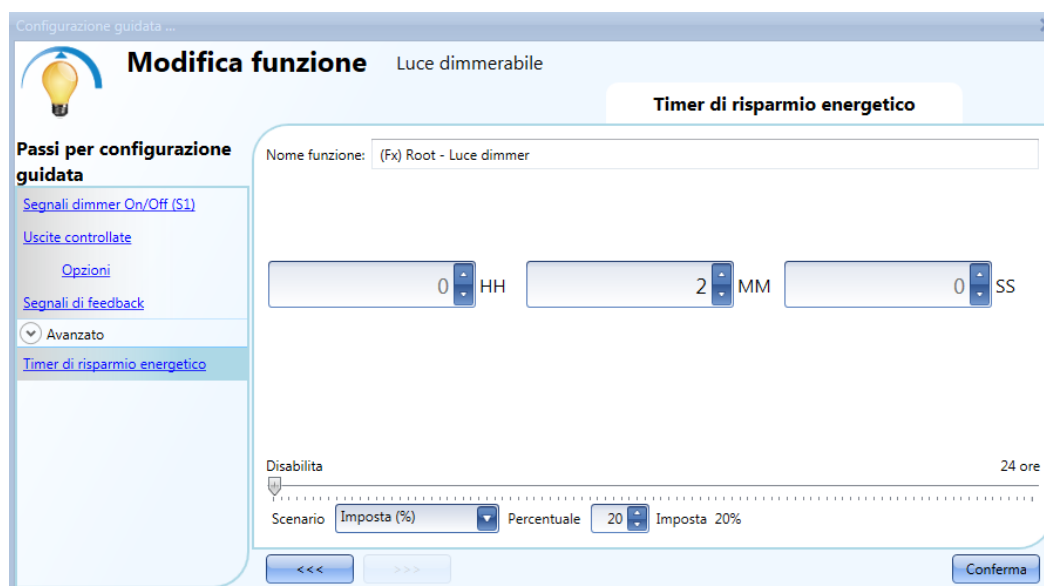 Configurazione guidata ...
Modifica funzione Luce dimmerabile
Timer di risparmio energetico
Passi per configurazione guidata
Segnali dimmer On/Off (S1)
Uscite controllate
Opzioni
Segnali di feedback
Avanzato
Timer di risparmio energetico
Nome funzione: (Fx) Root - Luce dimmer
0 HH 2 MM 0 SS
Disabilita 24 ore
Scenario Imposta (%) Percentuale 20 Imposta 20%
<<< >>> Conferma